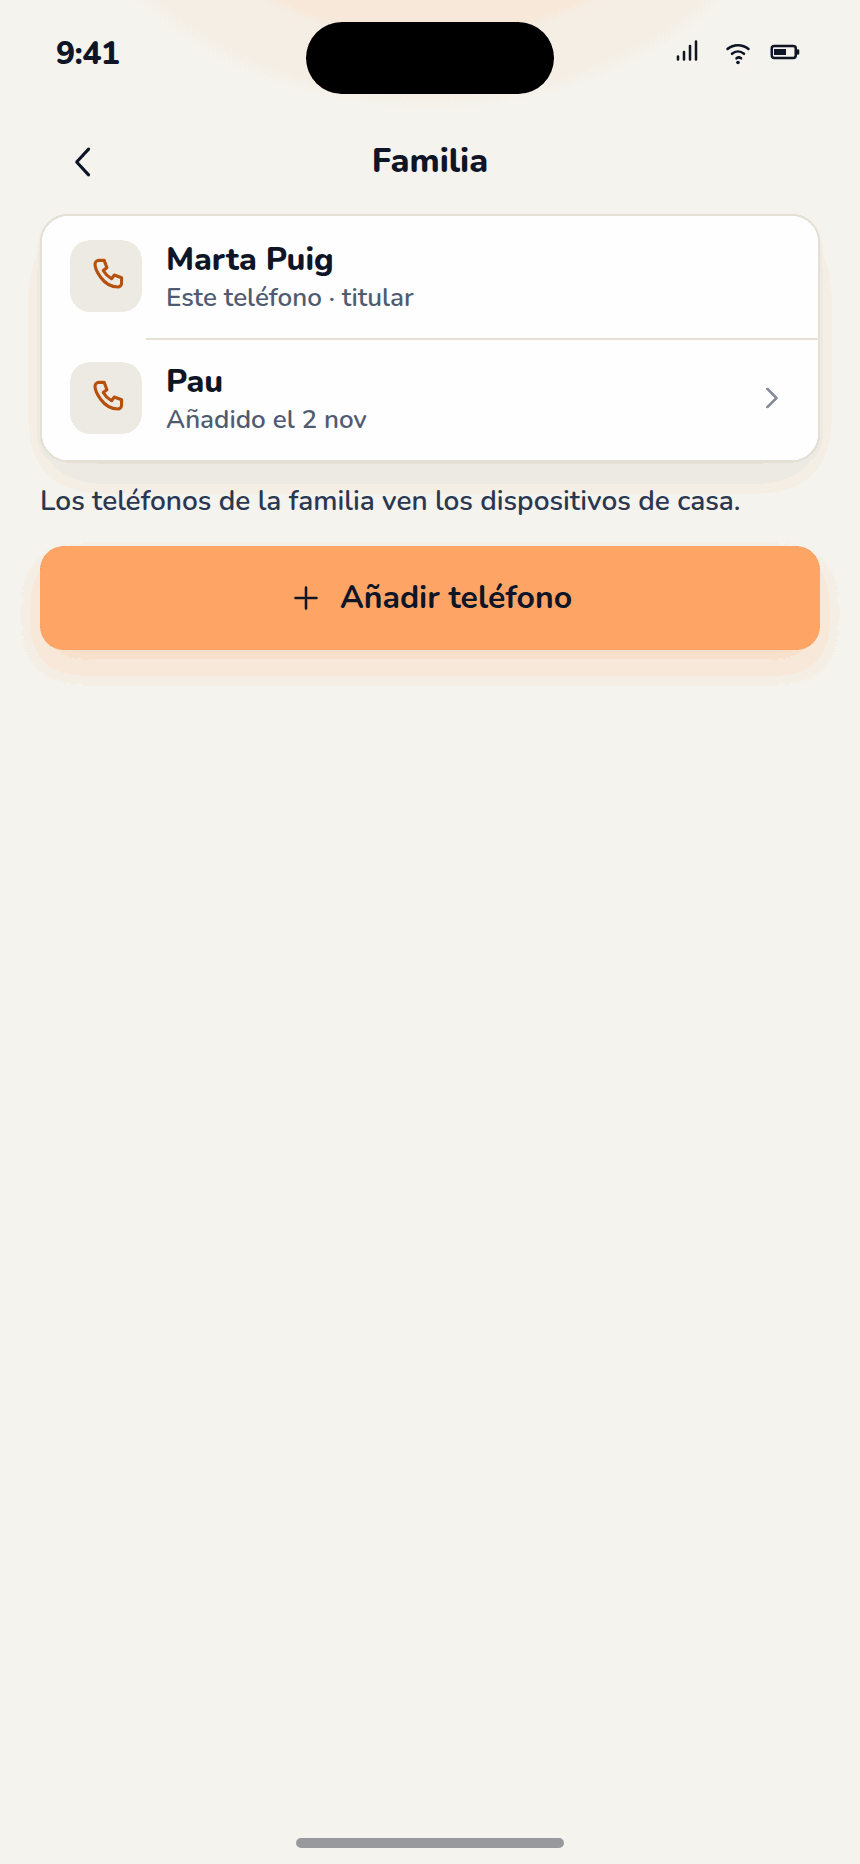 9:41
Familia
Marta Puig
Este teléfono · titular
Pau
Añadido el 2 nov
Los teléfonos de la familia ven los dispositivos de casa.
Añadir teléfono